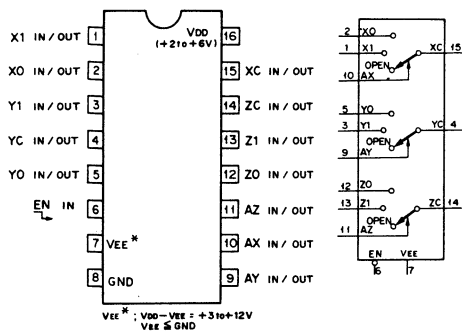 X1 IN/OUT 1
X0 IN/OUT 2
Y1 IN/OUT 3
YC IN/OUT 4
Y0 IN/OUT 5
EN IN 6
7 VEE*
8 GND
VDD 16
(+2to+6V)
15 XC IN/OUT
14 ZC IN/OUT
13 Z1 IN/OUT
12 Z0 IN/OUT
11 AZ IN/OUT
10 AX IN/OUT
9 AY IN/OUT
VEE* ; VDD-VEE = +3to+12V
VEE ≦ GND
2 X0
1 X1 XC 15
OPEN
10 AX
5 Y0
3 Y1 YC 4
OPEN
9 AY
12 Z0
13 Z1 ZC 14
OPEN
11 AZ
EN VEE
6 7